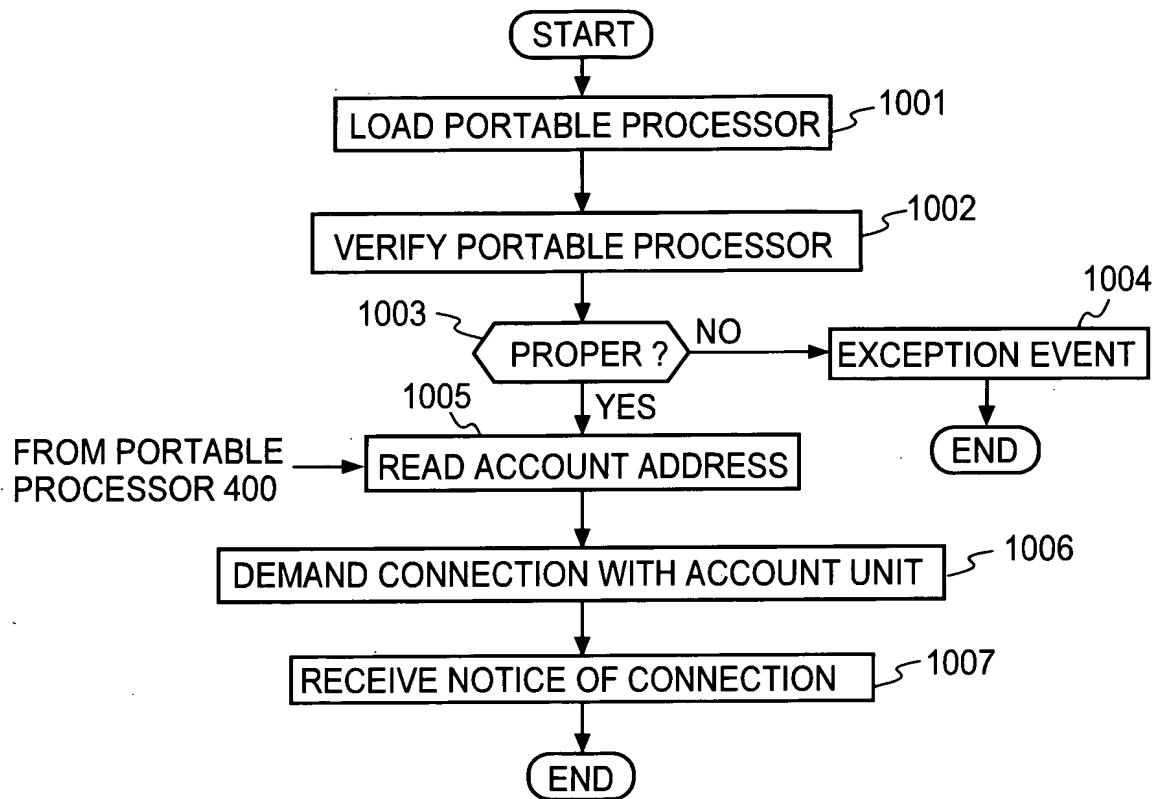 START
LOAD PORTABLE PROCESSOR
1001
VERIFY PORTABLE PROCESSOR
1002
1003
PROPER ?
NO
1004
EXCEPTION EVENT
END
YES
1005
FROM PORTABLE
PROCESSOR 400
READ ACCOUNT ADDRESS
DEMAND CONNECTION WITH ACCOUNT UNIT
1006
RECEIVE NOTICE OF CONNECTION
1007
END